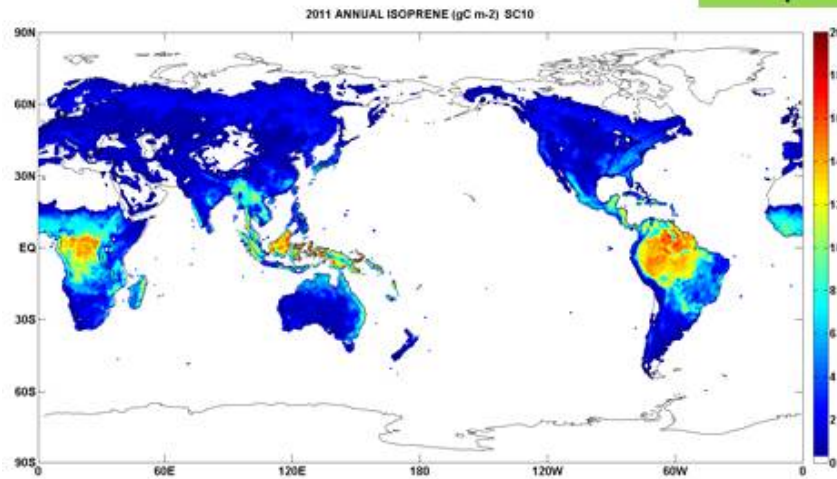 2011 ANNUAL ISOPRENE (gC m-2) SC10
90N
60N
30N
EQ
30S
60S
90S
0
60E
120E
180
120W
60W
0
8
6
4
2
0